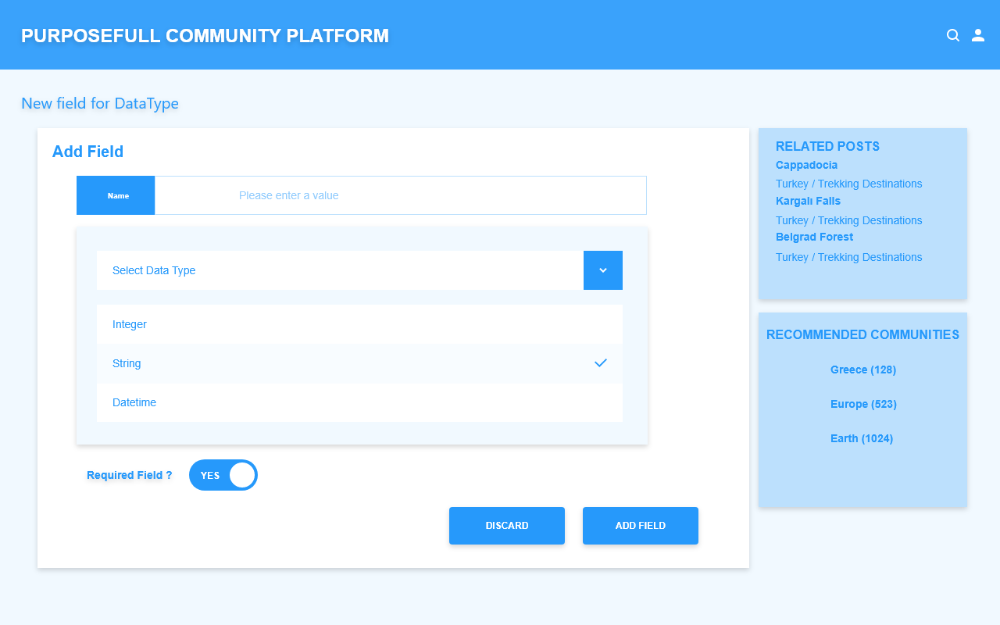 PURPOSEFULL COMMUNITY PLATFORM
New field for DataType
Add Field
Name
Please enter a value
Select Data Type
Integer
String
Datetime
Required Field ?
YES
DISCARD
ADD FIELD
RELATED POSTS
Cappadocia
Turkey / Trekking Destinations
Kargalı Falls
Turkey / Trekking Destinations
Belgrad Forest
Turkey / Trekking Destinations
RECOMMENDED COMMUNITIES
Greece (128)
Europe (523)
Earth (1024)